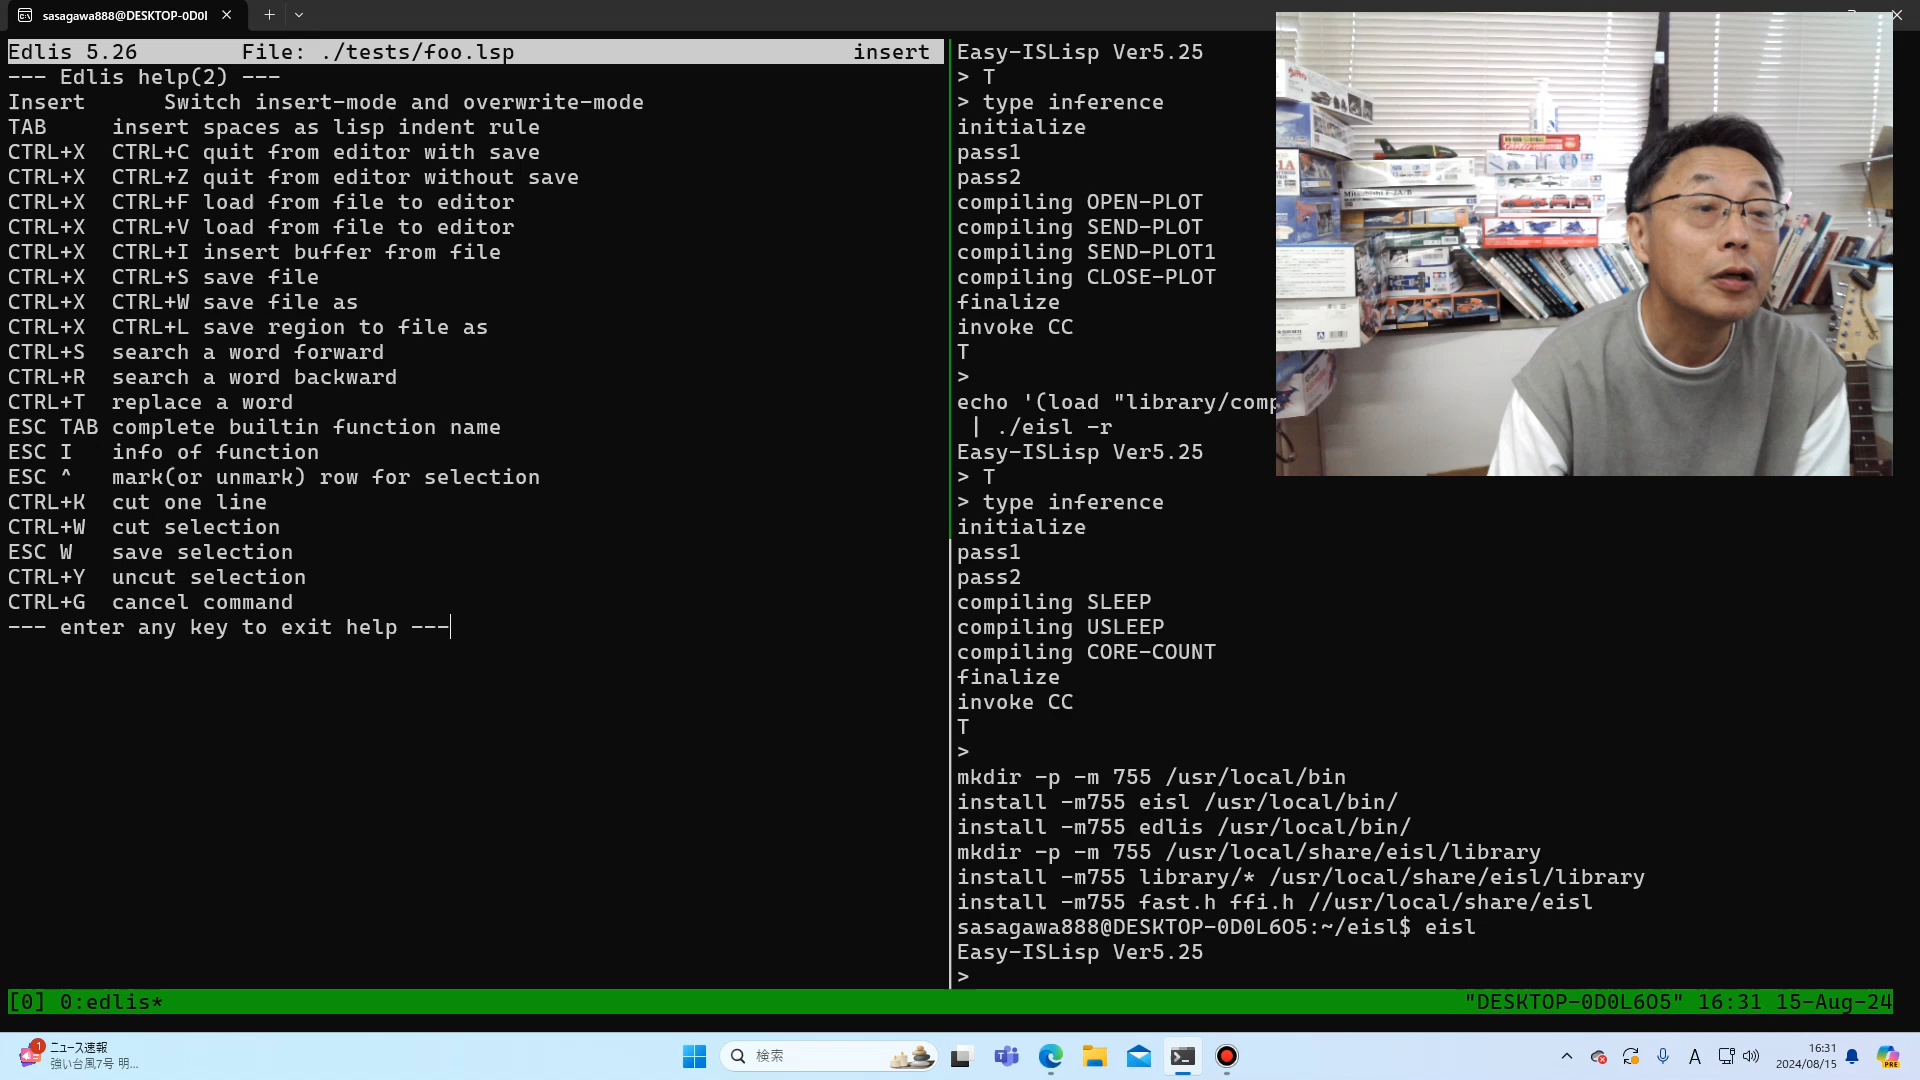 sasagawa888@DESKTOP-0D0l
Edlis 5.26        File: ./tests/foo.lsp                          insert
--- Edlis help(2) ---
Insert      Switch insert-mode and overwrite-mode
TAB     insert spaces as lisp indent rule
CTRL+X  CTRL+C quit from editor with save
CTRL+X  CTRL+Z quit from editor without save
CTRL+X  CTRL+F load from file to editor
CTRL+X  CTRL+V load from file to editor
CTRL+X  CTRL+I insert buffer from file
CTRL+X  CTRL+S save file
CTRL+X  CTRL+W save file as
CTRL+X  CTRL+L save region to file as
CTRL+S  search a word forward
CTRL+R  search a word backward
CTRL+T  replace a word
ESC TAB complete builtin function name
ESC I   info of function
ESC ^   mark(or unmark) row for selection
CTRL+K  cut one line
CTRL+W  cut selection
ESC W   save selection
CTRL+Y  uncut selection
CTRL+G  cancel command
--- enter any key to exit help ---
Easy-ISLisp Ver5.25
> T
> type inference
initialize
pass1
pass2
compiling OPEN-PLOT
compiling SEND-PLOT
compiling SEND-PLOT1
compiling CLOSE-PLOT
finalize
invoke CC
T
>
echo '(load "library/comp
 | ./eisl -r
Easy-ISLisp Ver5.25
> T
> type inference
initialize
pass1
pass2
compiling SLEEP
compiling USLEEP
compiling CORE-COUNT
finalize
invoke CC
T
>
mkdir -p -m 755 /usr/local/bin
install -m755 eisl /usr/local/bin/
install -m755 edlis /usr/local/bin/
mkdir -p -m 755 /usr/local/share/eisl/library
install -m755 library/* /usr/local/share/eisl/library
install -m755 fast.h ffi.h //usr/local/share/eisl
sasagawa888@DESKTOP-0D0L6O5:~/eisl$ eisl
Easy-ISLisp Ver5.25
>
[0] 0:edlis*
"DESKTOP-0D0L6O5" 16:31 15-Aug-24
1
ニュース速報
強い台風7号 明...
検索
A
16:31
2024/08/15
PRE